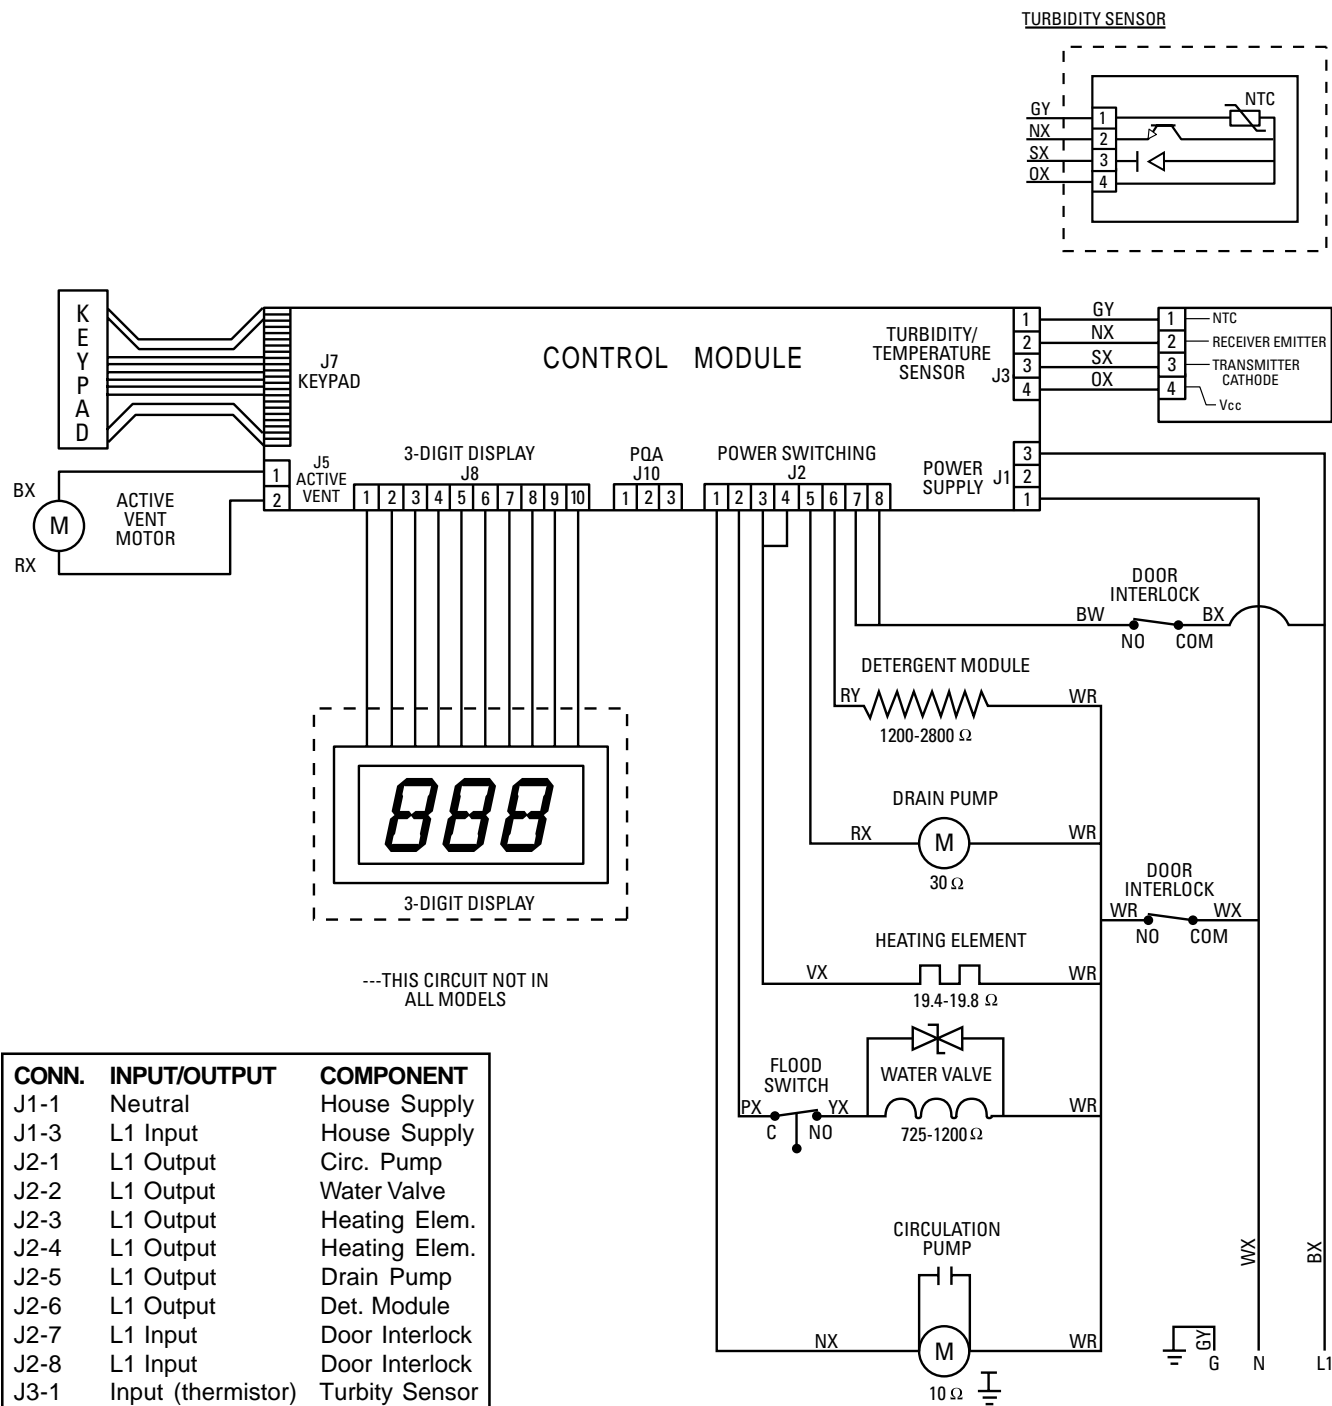 TURBIDITY SENSOR
NTC
GY
NX
SX
OX
1
2
3
4
KEYPAD
J7
KEYPAD
CONTROL MODULE
TURBIDITY/
TEMPERATURE
SENSOR
J3
1
2
3
4
GY
NX
SX
OX
1
2
3
4
NTC
RECEIVER EMITTER
TRANSMITTER
CATHODE
Vcc
1
2
J5
ACTIVE
VENT
BX
M
RX
ACTIVE
VENT
MOTOR
3-DIGIT DISPLAY
J8
1 2 3 4 5 6 7 8 9 10
PQA
J10
1 2 3
POWER SWITCHING
J2
1 2 3 4 5 6 7 8
POWER
SUPPLY
J1
3
2
1
DOOR
INTERLOCK
BW
BX
NO
COM
DETERGENT MODULE
RY
WR
1200-2800 Ω
888
3-DIGIT DISPLAY
DRAIN PUMP
RX
M
WR
30 Ω
DOOR
INTERLOCK
WR
WX
NO
COM
---THIS CIRCUIT NOT IN
ALL MODELS
HEATING ELEMENT
VX
WR
19.4-19.8 Ω
FLOOD
SWITCH
PX
YX
C
NO
WATER VALVE
WR
725-1200 Ω
CIRCULATION
PUMP
NX
M
WR
10 Ω
WX
BX
GY
G
N
L1
CONN. INPUT/OUTPUT COMPONENT
J1-1 Neutral House Supply
J1-3 L1 Input House Supply
J2-1 L1 Output Circ. Pump
J2-2 L1 Output Water Valve
J2-3 L1 Output Heating Elem.
J2-4 L1 Output Heating Elem.
J2-5 L1 Output Drain Pump
J2-6 L1 Output Det. Module
J2-7 L1 Input Door Interlock
J2-8 L1 Input Door Interlock
J3-1 Input (thermistor) Turbity Sensor